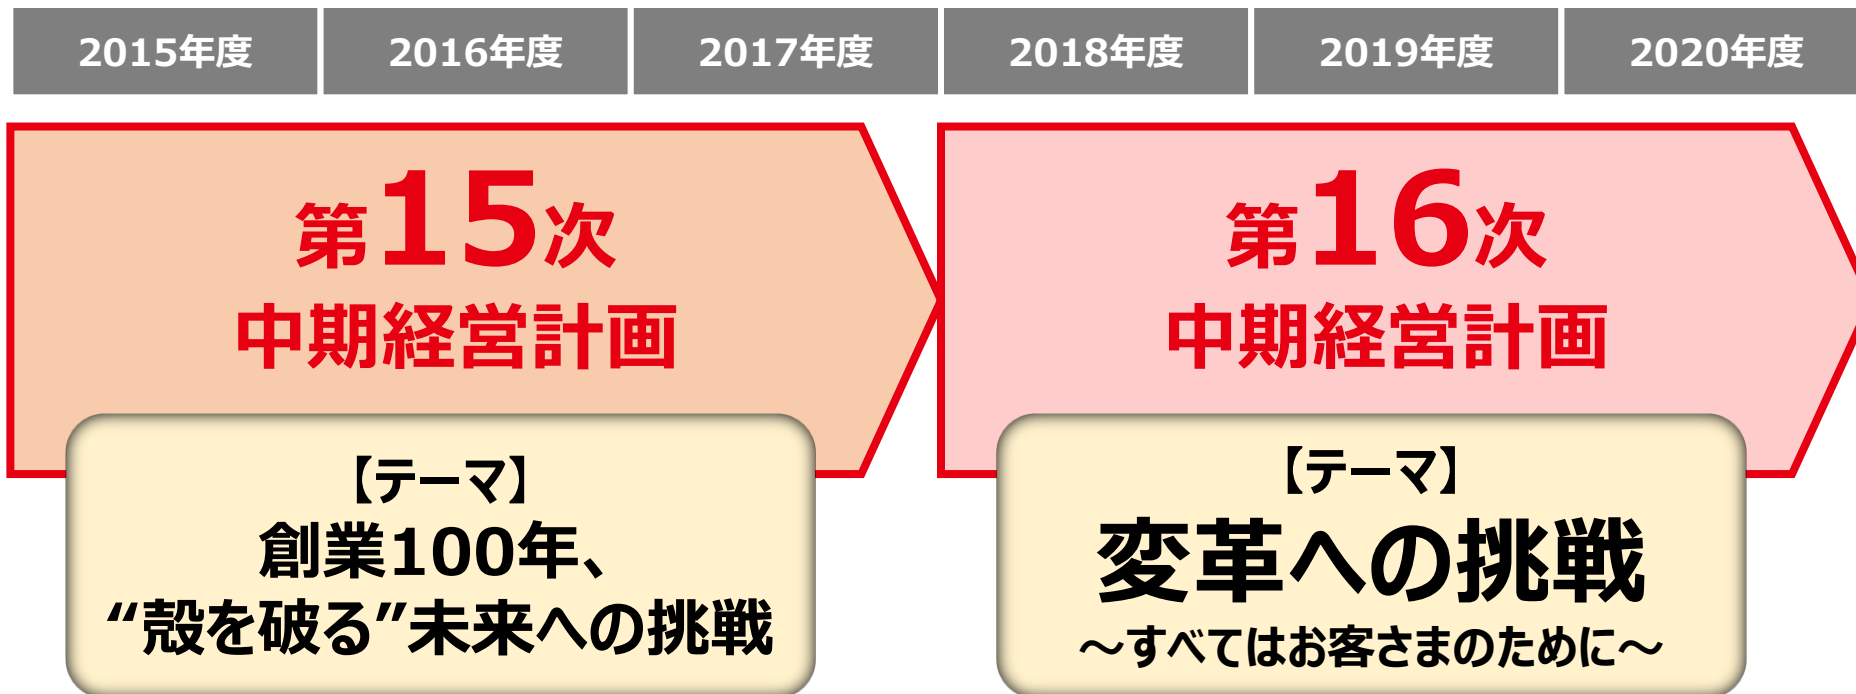 2015年度 2016年度 2017年度 2018年度 2019年度 2020年度
第15次
中期経営計画
【テーマ】
創業100年、
“殻を破る”未来への挑戦
第16次
中期経営計画
【テーマ】
変革への挑戦
～すべてはお客さまのために～